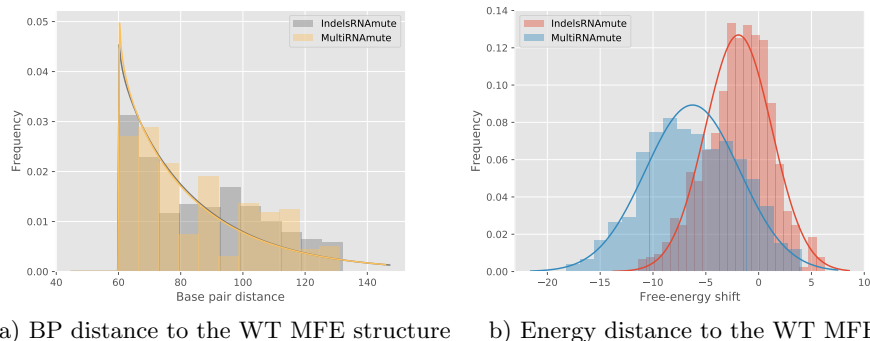 IndelsRNAmute
MultiRNAmute
0.05
0.04
0.03
0.02
0.01
0.00
Frequency
40 60 80 100 120 140
Base pair distance
a) BP distance to the WT MFE structure
IndelsRNAmute
MultiRNAmute
0.14
0.12
0.10
0.08
0.06
0.04
0.02
0.00
Frequency
−20 −15 −10 −5 0 5 10
Free-energy shift
b) Energy distance to the WT MFE